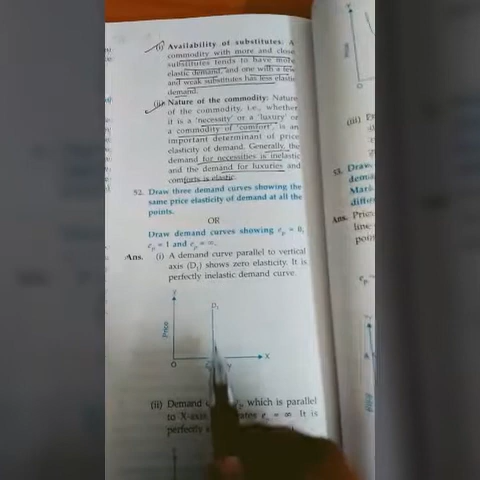 (i) Availability of substitutes: A
commodity with more and close
substitutes tends to have more
elastic demand, and one with a few
and weak substitutes has less elastic
demand.
(ii) Nature of the commodity: Nature
of the commodity, i.e., whether
it is a 'necessity' or a 'luxury' or
a commodity of 'comfort', is an
important determinant of price
elasticity of demand. Generally, the
demand for necessities is inelastic
and the demand for luxuries and
comforts is elastic.
52. Draw three demand curves showing the
same price elasticity of demand at all the
points.
OR
Draw demand curves showing eₚ = 0,
eₚ = 1 and eₚ = ∞.
Ans. (i) A demand curve parallel to vertical
axis (D₁) shows zero elasticity. It is
perfectly inelastic demand curve.
Y
D₁
Price
O
X
(ii) Demand which is parallel
to X-axis = ∞. It is
Y
Price
O
(iii)
53. Draw
Ans.